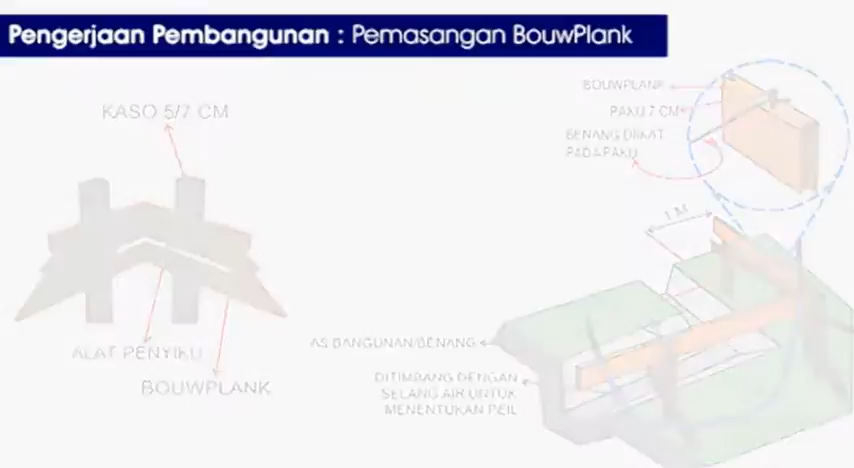 Pengerjaan Pembangunan : Pemasangan BouwPlank
KASO 5/7 CM
ALAT PENYIKU
BOUWPLANK
BOUWPLANK
PAKU 7 CM
BENANG DIIKAT
PADA PAKU
1 M
AS BANGUNAN/BENANG
DITIMBANG DENGAN
SELANG AIR UNTUK
MENENTUKAN PEIL